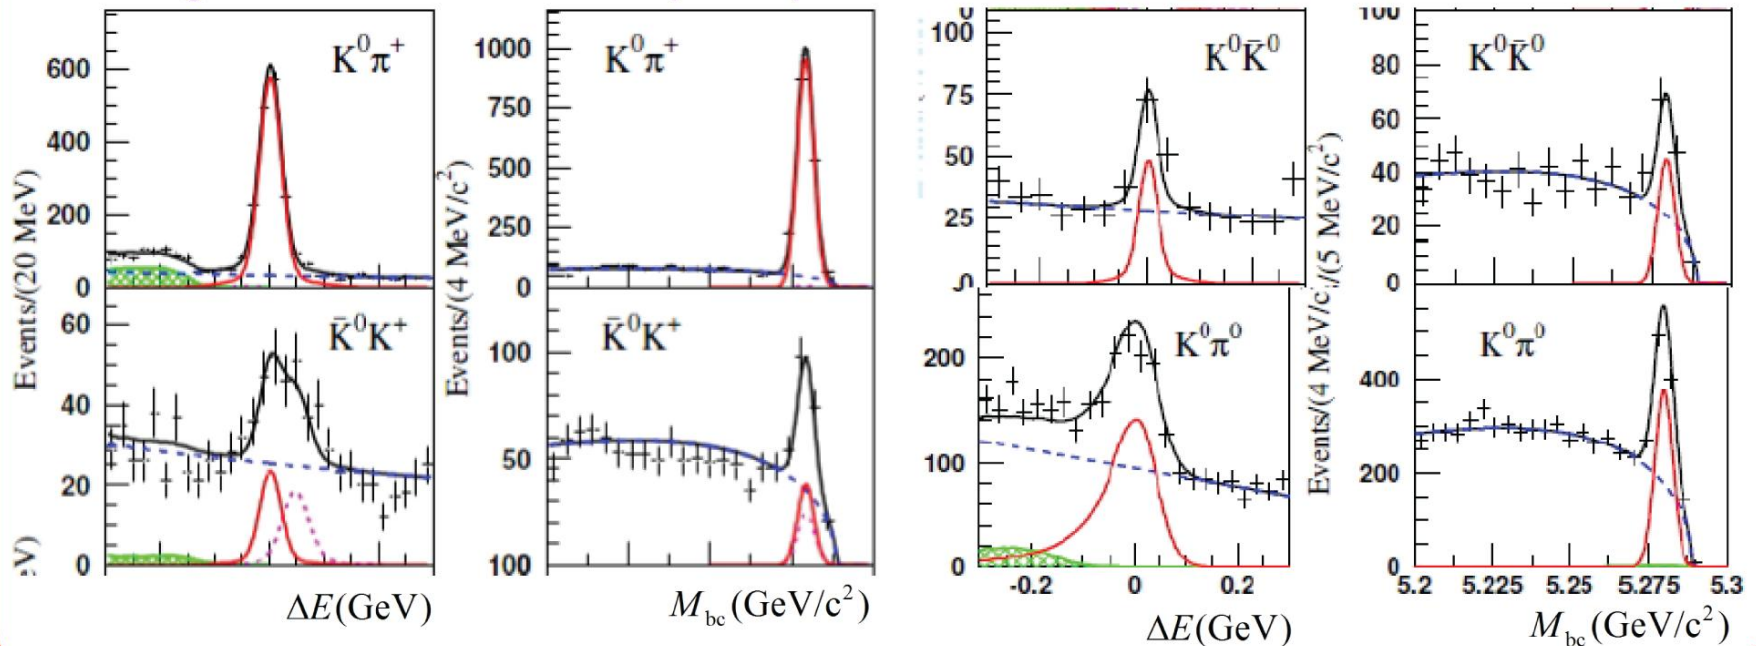 K⁰π⁺
600
400
200
0
Events/(20 MeV)
K̄⁰K⁺
60
40
20
0
ΔE(GeV)
K⁰π⁺
1000
750
500
250
0
Events/(4 MeV/c²)
K̄⁰K⁺
100
50
100
M_bc (GeV/c²)
K⁰K̄⁰
100
75
50
25
0
K⁰π⁰
200
100
0
-0.2 0 0.2
ΔE(GeV)
K⁰K̄⁰
80
60
40
20
0
/(5 MeV/c²)
Events/(4 MeV/c
K⁰π⁰
400
200
0
5.2 5.225 5.25 5.275 5.3
M_bc (GeV/c²)